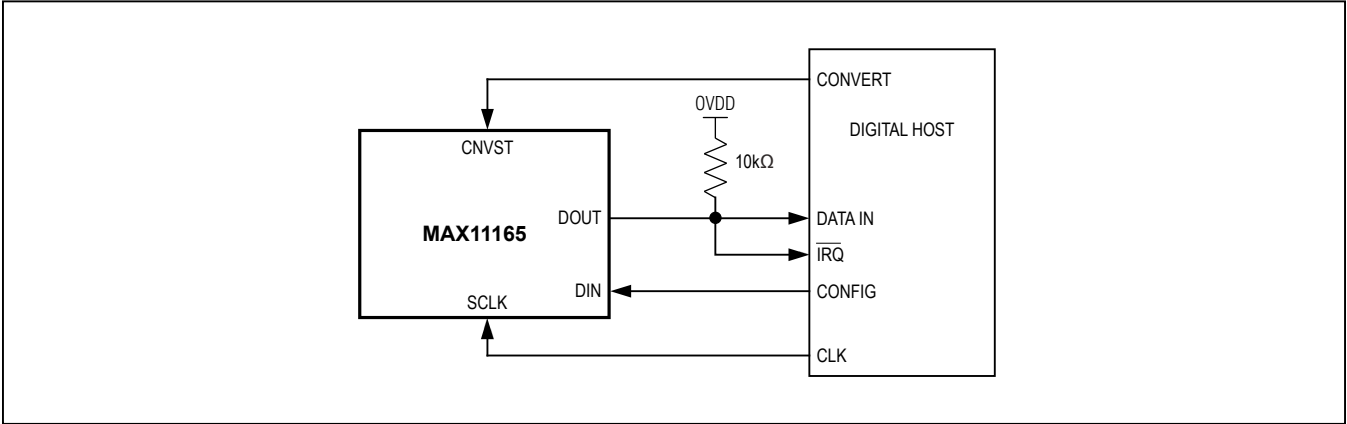 CONVERT
OVDD
DIGITAL HOST
CNVST
10kΩ
DOUT
DATA IN
MAX11165
IRQ
DIN
CONFIG
SCLK
CLK